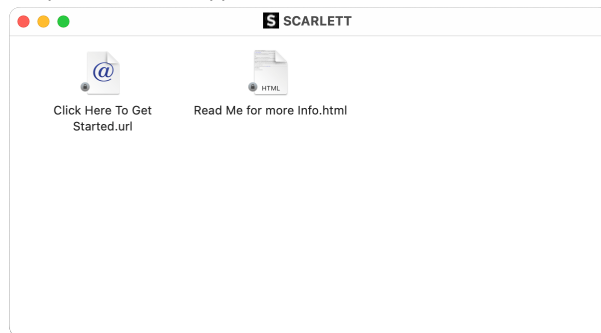 S SCARLETT
@
HTML
Click Here To Get
Started.url
Read Me for more Info.html